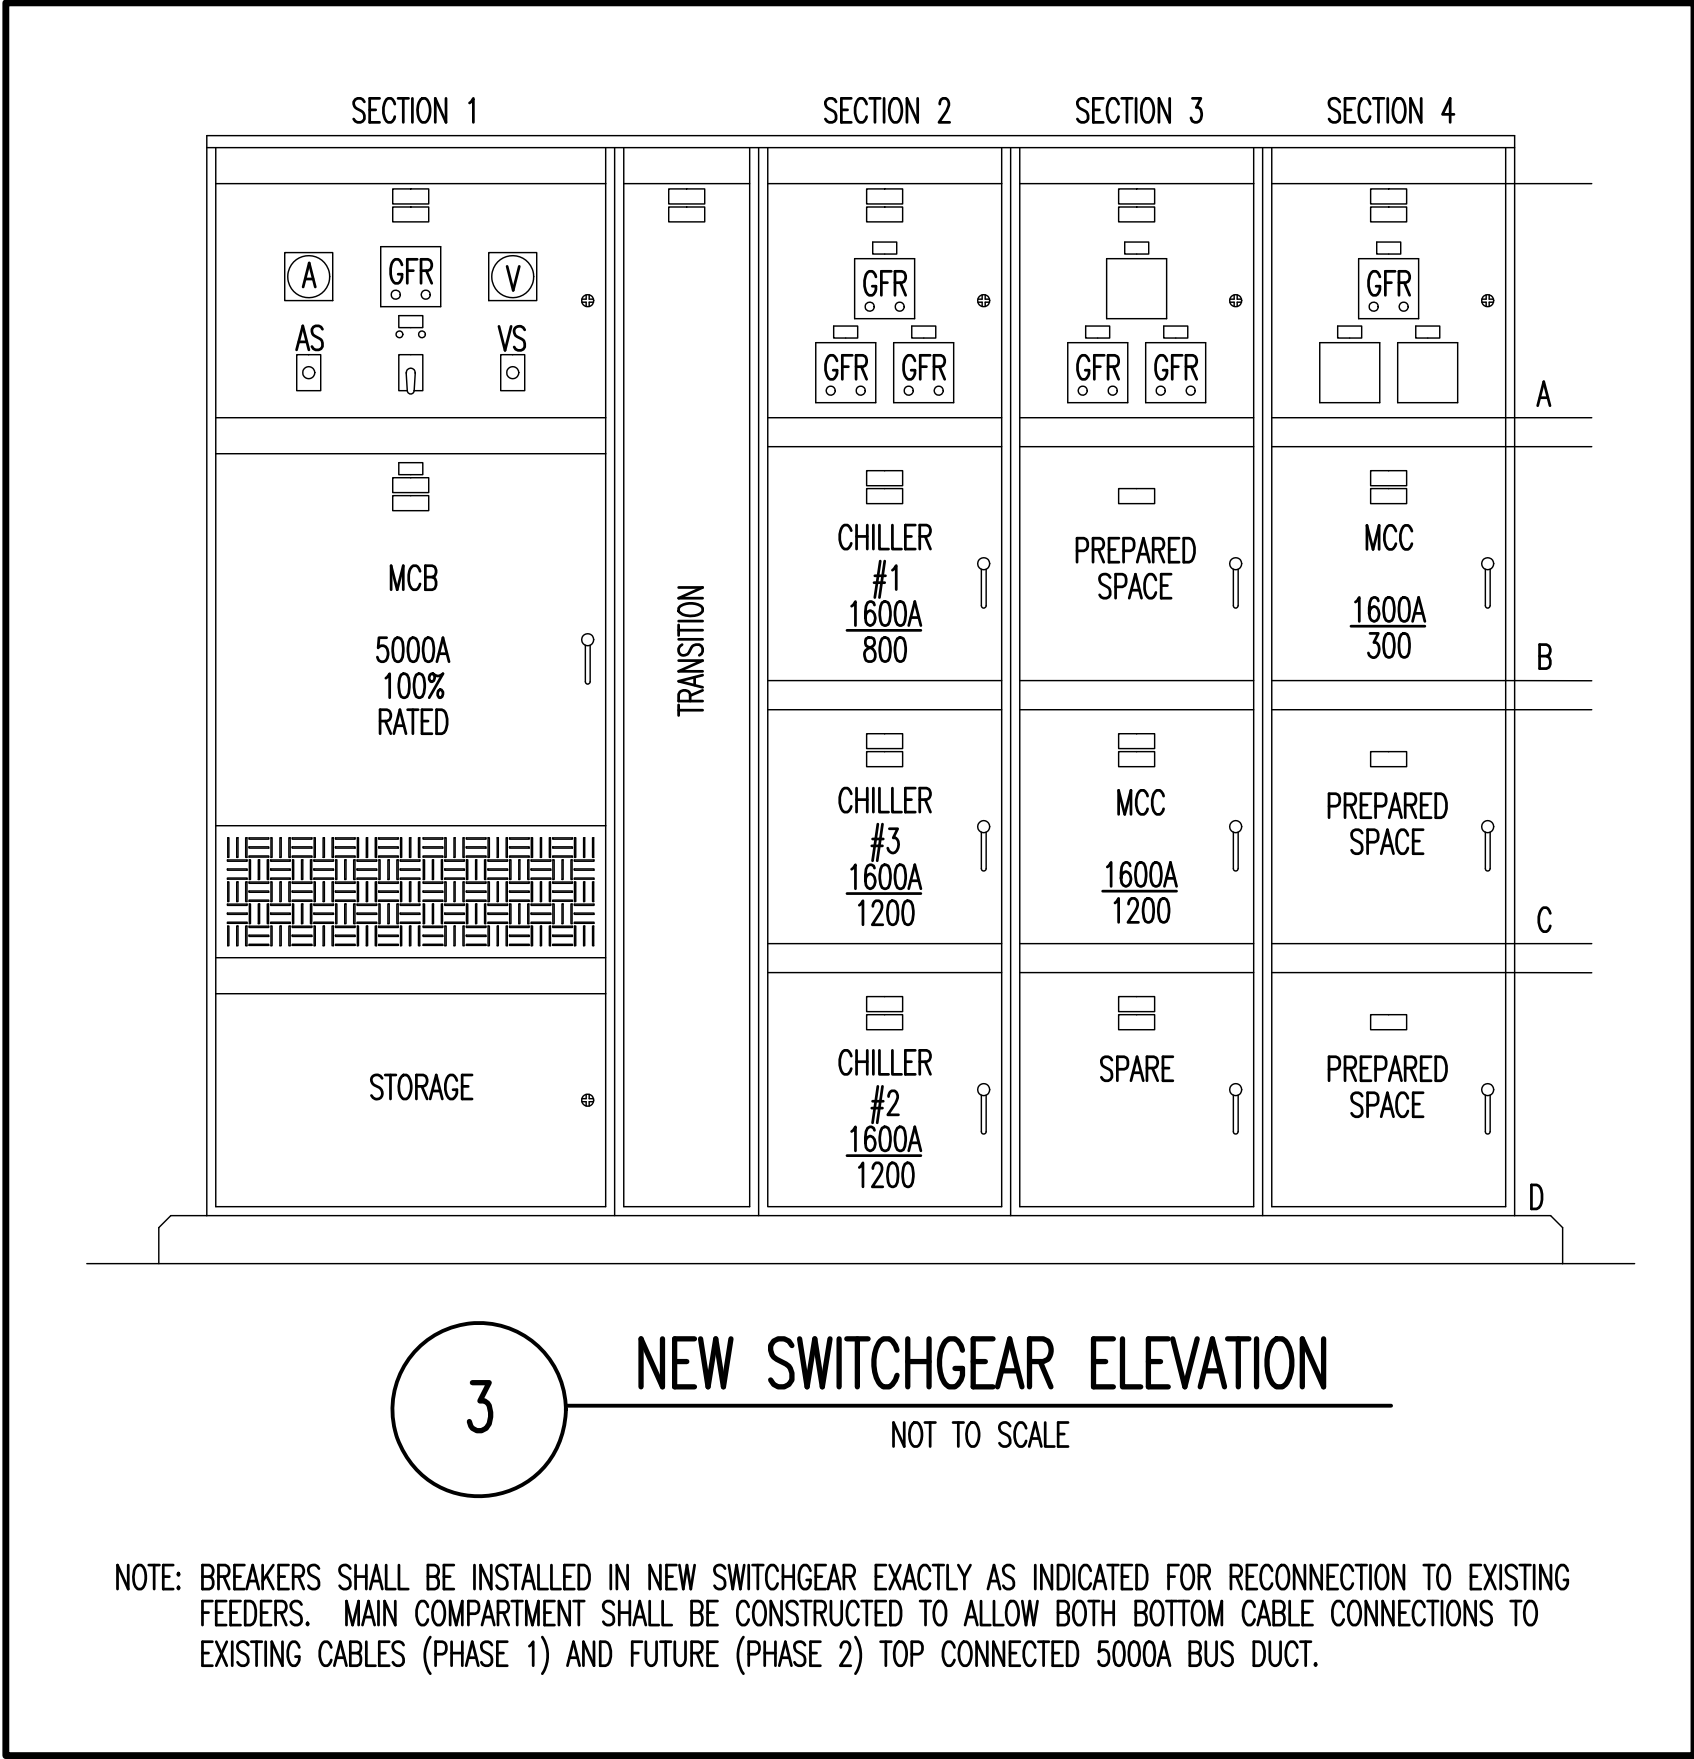 SECTION 1
SECTION 2
SECTION 3
SECTION 4
A
GFR
V
AS
VS
MCB
5000A
100%
RATED
STORAGE
TRANSITION
GFR
GFR
GFR
CHILLER
#1
1600A
800
CHILLER
#3
1600A
1200
CHILLER
#2
1600A
1200
GFR
GFR
PREPARED
SPACE
MCC
1600A
1200
SPARE
GFR
MCC
1600A
300
PREPARED
SPACE
PREPARED
SPACE
A
B
C
D
3
NEW SWITCHGEAR ELEVATION
NOT TO SCALE
NOTE: BREAKERS SHALL BE INSTALLED IN NEW SWITCHGEAR EXACTLY AS INDICATED FOR RECONNECTION TO EXISTING
FEEDERS. MAIN COMPARTMENT SHALL BE CONSTRUCTED TO ALLOW BOTH BOTTOM CABLE CONNECTIONS TO
EXISTING CABLES (PHASE 1) AND FUTURE (PHASE 2) TOP CONNECTED 5000A BUS DUCT.